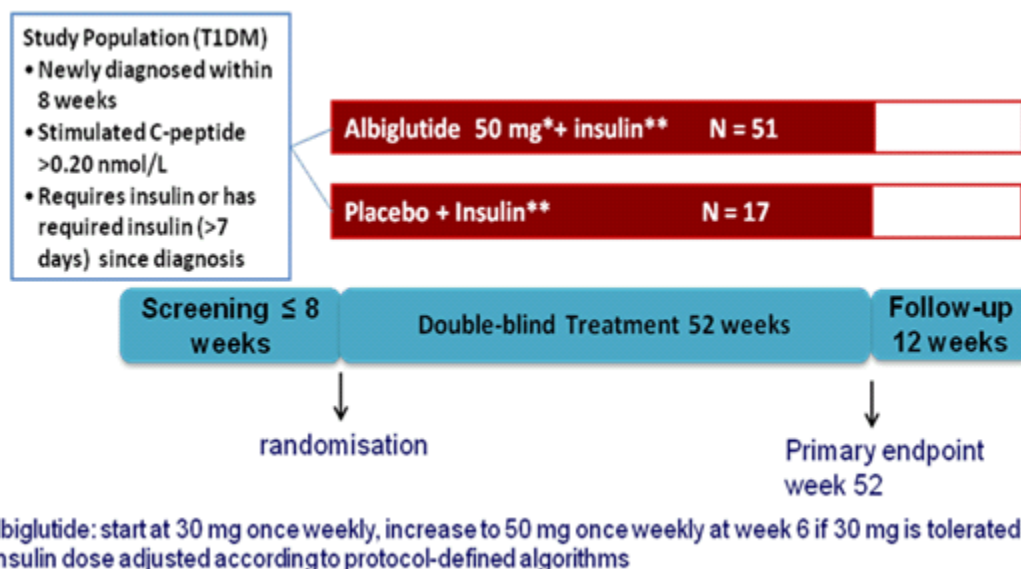 Study Population (T1DM)
• Newly diagnosed within
8 weeks
• Stimulated C-peptide
>0.20 nmol/L
• Requires insulin or has
required insulin (>7
days) since diagnosis
Albiglutide 50 mg*+ insulin** N = 51
Placebo + Insulin** N = 17
Screening ≤ 8
weeks
Double-blind Treatment 52 weeks
Follow-up
12 weeks
randomisation
Primary endpoint
week 52
lbiglutide: start at 30 mg once weekly, increase to 50 mg once weekly at week 6 if 30 mg is tolerated
nsulin dose adjusted according to protocol-defined algorithms